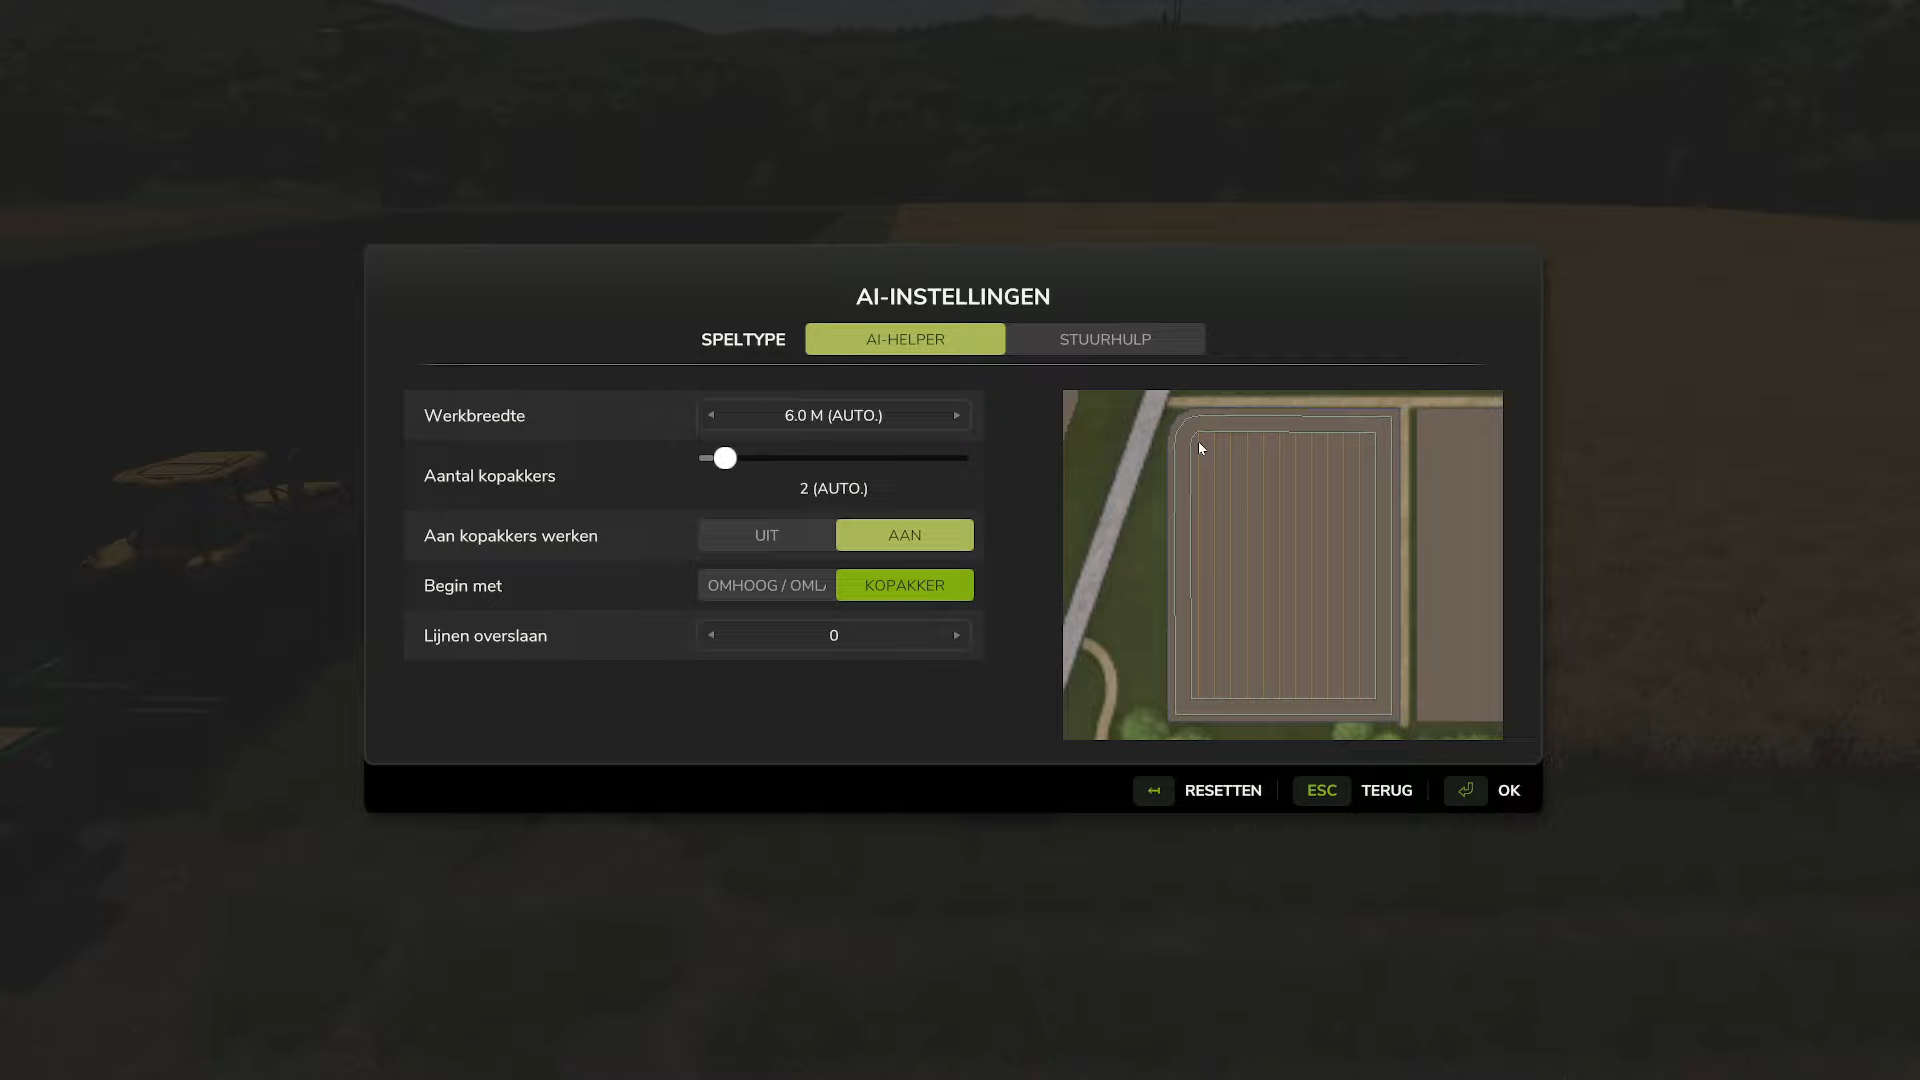 AI-INSTELLINGEN
SPELTYPE AI-HELPER STUURHULP
Werkbreedte 6.0 M (AUTO.)
Aantal kopakkers 2 (AUTO.)
Aan kopakkers werken UIT AAN
Begin met OMHOOG / OML KOPAKKER
Lijnen overslaan 0
RESETTEN ESC TERUG OK